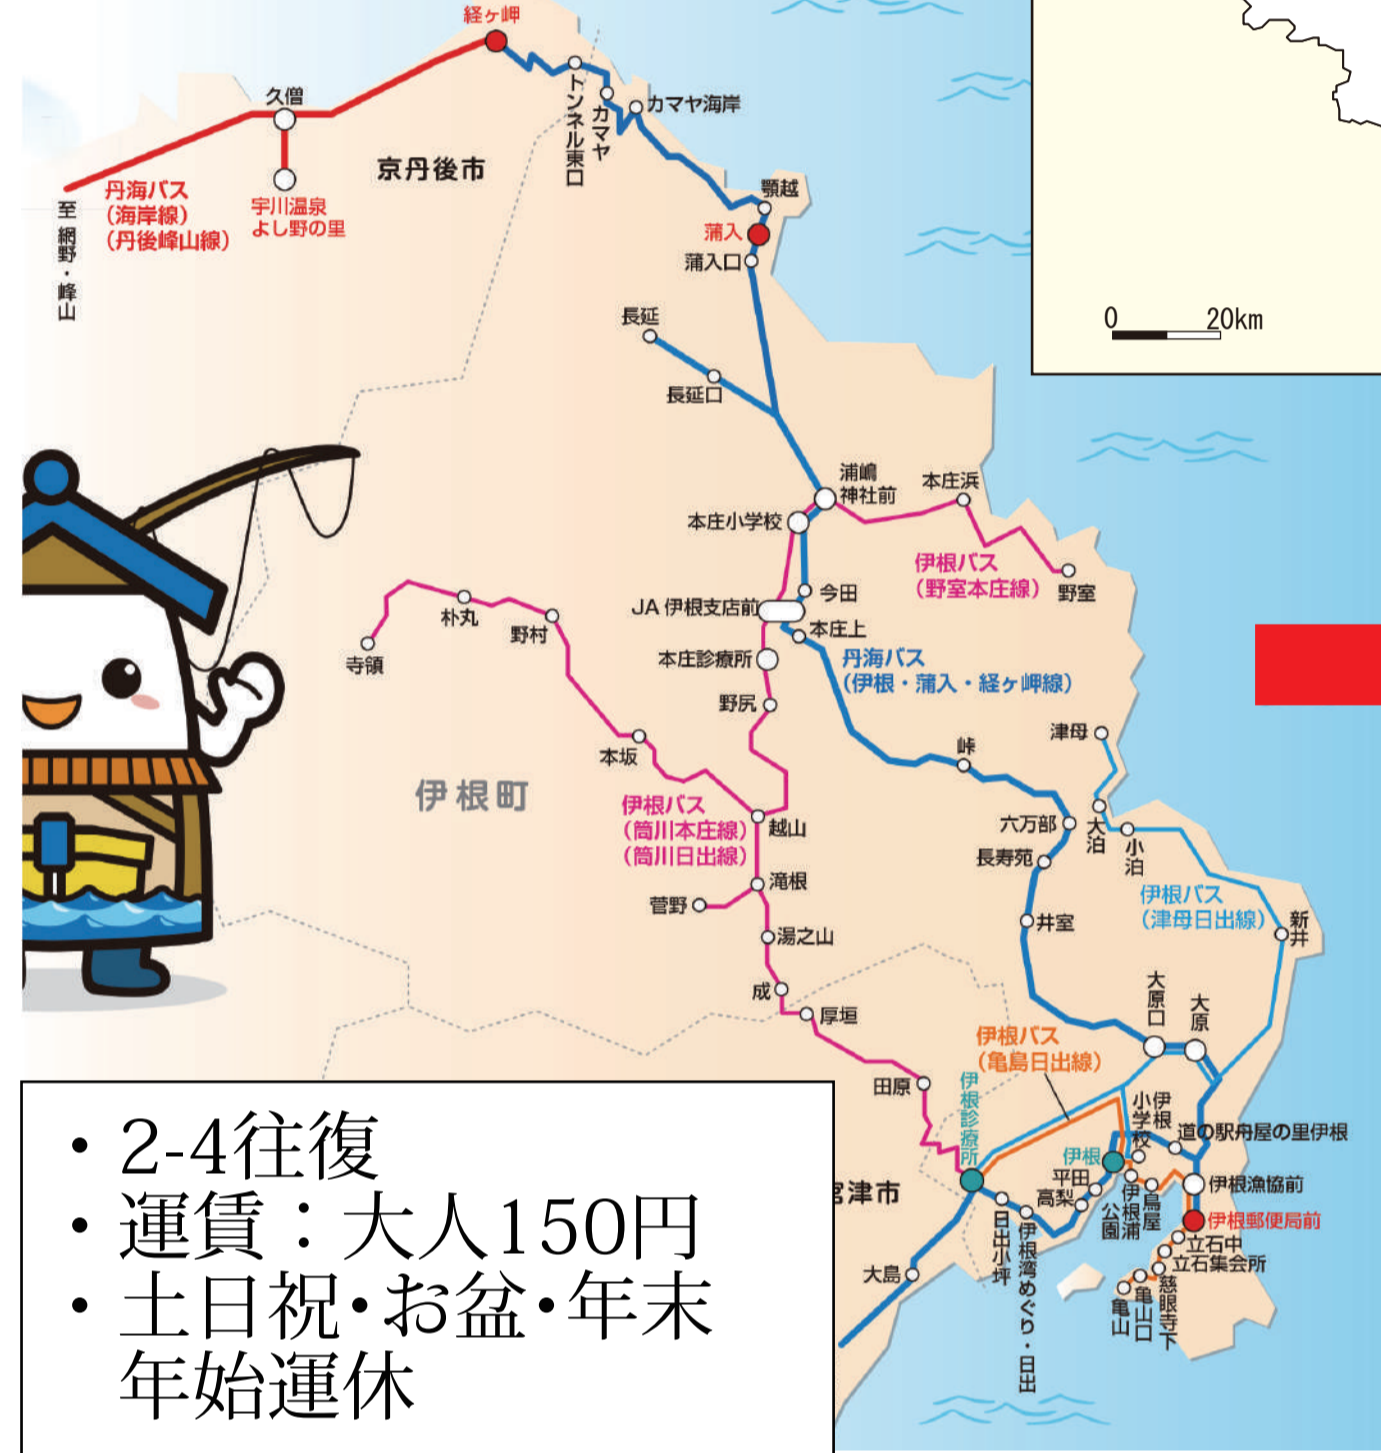 経ヶ岬
久僧
トンネル東口
カマヤ
カマヤ海岸
京丹後市
丹海バス
(海岸線)
(丹後峰山線)
宇川温泉
よし野の里
至 網野・峰山
顎越
蒲入
蒲入口
0 20km
長延
長延口
浦嶋
神社前
本庄浜
本庄小学校
伊根バス
(野室本庄線)
野室
今田
JA 伊根支店前
本庄上
朴丸
野村
寺領
本庄診療所
丹海バス
(伊根・蒲入・経ヶ岬線)
野尻
津母
本坂
峠
伊根町
伊根バス
(筒川本庄線)
(筒川日出線)
越山
六万部
大泊
小泊
長寿苑
滝根
菅野
伊根バス
(津母日出線)
新井
井室
湯之山
成
厚垣
大原口
大原
伊根バス
(亀島日出線)
田原
伊根診療所
伊根
小学校
道の駅舟屋の里伊根
伊根
平田
高梨
宮津市
伊根浦
公園
鳥屋
伊根漁協前
伊根郵便局前
立石中
立石集会所
日出小坪
伊根湾めぐり・日出
大島
慈眼寺下
亀山口
亀山
・2-4往復
・運賃：大人150円
・土日祝・お盆・年末
年始運休